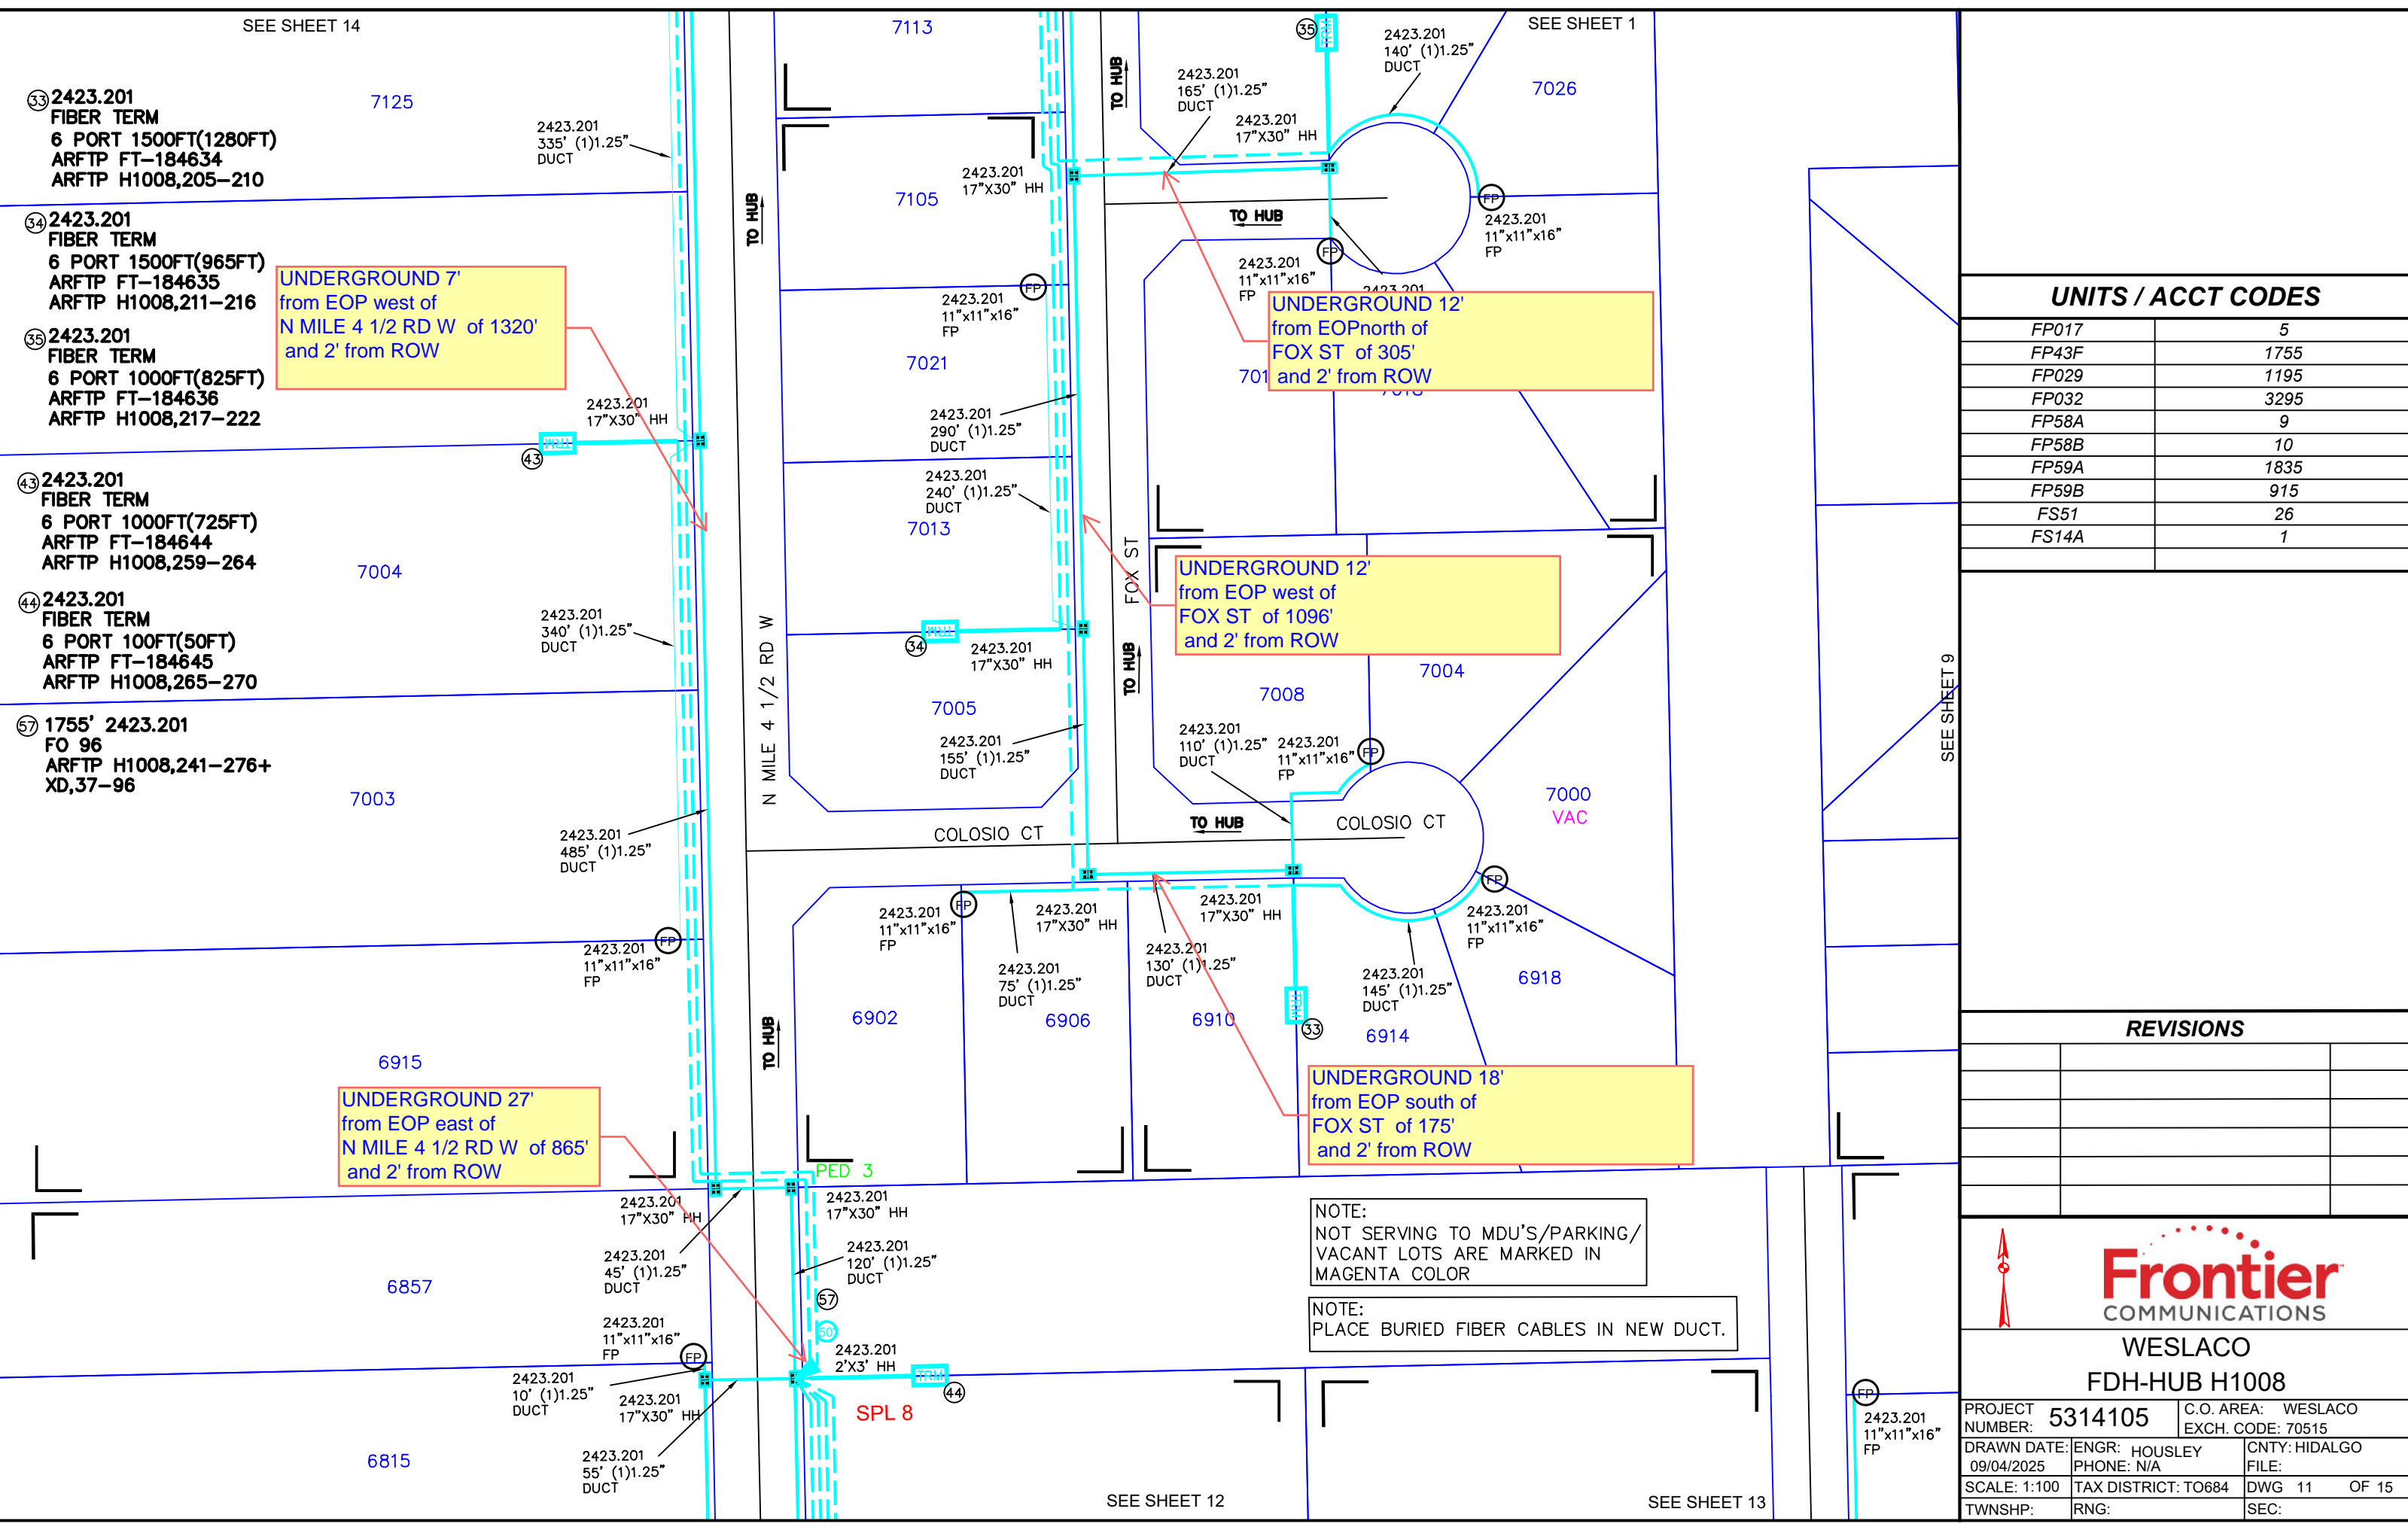 SEE SHEET 14
33 2423.201
FIBER TERM
6 PORT 1500FT(1280FT)
ARFTP FT-184634
ARFTP H1008,205-210
34 2423.201
FIBER TERM
6 PORT 1500FT(965FT)
ARFTP FT-184635
ARFTP H1008,211-216
35 2423.201
FIBER TERM
6 PORT 1000FT(825FT)
ARFTP FT-184636
ARFTP H1008,217-222
43 2423.201
FIBER TERM
6 PORT 1000FT(725FT)
ARFTP FT-184644
ARFTP H1008,259-264
44 2423.201
FIBER TERM
6 PORT 100FT(50FT)
ARFTP FT-184645
ARFTP H1008,265-270
57 1755' 2423.201
FO 96
ARFTP H1008,241-276+
XD,37-96
7125
2423.201
335' (1)1.25"
DUCT
UNDERGROUND 7'
from EOP west of
N MILE 4 1/2 RD W of 1320'
and 2' from ROW
2423.201
17"X30" HH
TRM
43
7004
2423.201
340' (1)1.25"
DUCT
7003
2423.201
485' (1)1.25"
DUCT
2423.201
11"x11"x16"
FP
FP
6915
UNDERGROUND 27'
from EOP east of
N MILE 4 1/2 RD W of 865'
and 2' from ROW
2423.201
17"X30" HH
2423.201
45' (1)1.25"
DUCT
6857
2423.201
11"x11"x16"
FP
FP
2423.201
10' (1)1.25"
DUCT
2423.201
17"X30" HH
2423.201
55' (1)1.25"
DUCT
6815
TO HUB
N MILE 4 1/2 RD W
TO HUB
PED 3
2423.201
17"X30" HH
2423.201
120' (1)1.25"
DUCT
57
50'
2423.201
2'X3' HH
TRM
44
SPL 8
7113
7105
2423.201
17"X30" HH
2423.201
11"x11"x16"
FP
FP
7021
2423.201
290' (1)1.25"
DUCT
2423.201
240' (1)1.25"
DUCT
7013
TRM
34
2423.201
17"X30" HH
7005
2423.201
155' (1)1.25"
DUCT
COLOSIO CT
TO HUB
FOX ST
TO HUB
35
TRM
2423.201
140' (1)1.25"
DUCT
SEE SHEET 1
2423.201
165' (1)1.25"
DUCT
2423.201
17"X30" HH
7026
TO HUB
FP
2423.201
11"x11"x16"
FP
FP
2423.201
11"x11"x16"
FP
2423.201
UNDERGROUND 12'
from EOPnorth of
FOX ST of 305'
and 2' from ROW
701
UNDERGROUND 12'
from EOP west of
FOX ST of 1096'
and 2' from ROW
7004
7008
2423.201
110' (1)1.25"
DUCT
2423.201
11"x11"x16"
FP
FP
7000
VAC
TO HUB
COLOSIO CT
2423.201
11"x11"x16"
FP
FP
2423.201
17"X30" HH
2423.201
75' (1)1.25"
DUCT
2423.201
17"X30" HH
2423.201
130' (1)1.25"
DUCT
FP
2423.201
11"x11"x16"
FP
2423.201
145' (1)1.25"
DUCT
TRM
33
6902
6906
6910
6914
6918
UNDERGROUND 18'
from EOP south of
FOX ST of 175'
and 2' from ROW
NOTE:
NOT SERVING TO MDU'S/PARKING/
VACANT LOTS ARE MARKED IN
MAGENTA COLOR
NOTE:
PLACE BURIED FIBER CABLES IN NEW DUCT.
SEE SHEET 12
SEE SHEET 13
SEE SHEET 9
FP
2423.201
11"x11"x16"
FP
UNITS / ACCT CODES
FP017 5
FP43F 1755
FP029 1195
FP032 3295
FP58A 9
FP58B 10
FP59A 1835
FP59B 915
FS51 26
FS14A 1
REVISIONS
Frontier
COMMUNICATIONS
WESLACO
FDH-HUB H1008
PROJECT NUMBER: 5314105
C.O. AREA: WESLACO
EXCH. CODE: 70515
DRAWN DATE: 09/04/2025
ENGR: HOUSLEY
PHONE: N/A
CNTY: HIDALGO
FILE:
SCALE: 1:100
TAX DISTRICT: TO684
DWG 11 OF 15
TWNSHP:
RNG:
SEC: